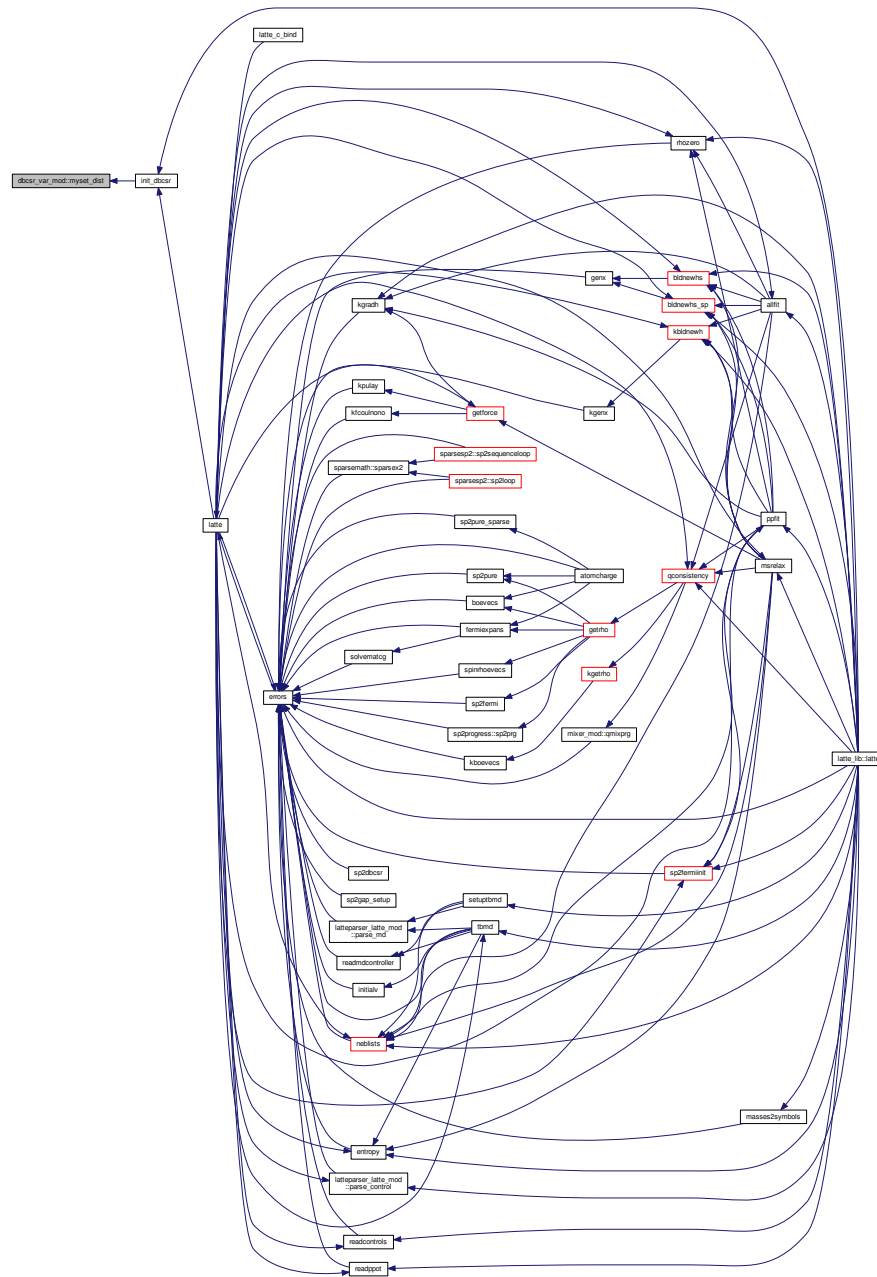 latte_c_bind
rhozero
dbcsr_var_mod::myset_dist
init_dbcsr
genx
bldnewhs
kgradh
bldnewhs_sp
allfit
kbldnewh
kpulay
kfcoulnono
getforce
kgenx
sparsesp2::sp2sequenceloop
sparsemath::sparsex2
sparsesp2::sp2loop
latte
sp2pure_sparse
ppfit
msrelax
sp2pure
atomcharge
qconsistency
boevecs
fermiexpans
getrho
solvematcg
spinrhoevecs
kgetrho
errors
sp2fermi
sp2progress::sp2prg
mixer_mod::qmixprg
kboevecs
latte_lib::latte
sp2dbcsr
sp2fermiinit
sp2gap_setup
setuptbmd
latteparser_latte_mod
::parse_md
tbmd
readmdcontroller
initialv
neblists
masses2symbols
entropy
latteparser_latte_mod
::parse_control
readcontrols
readppot